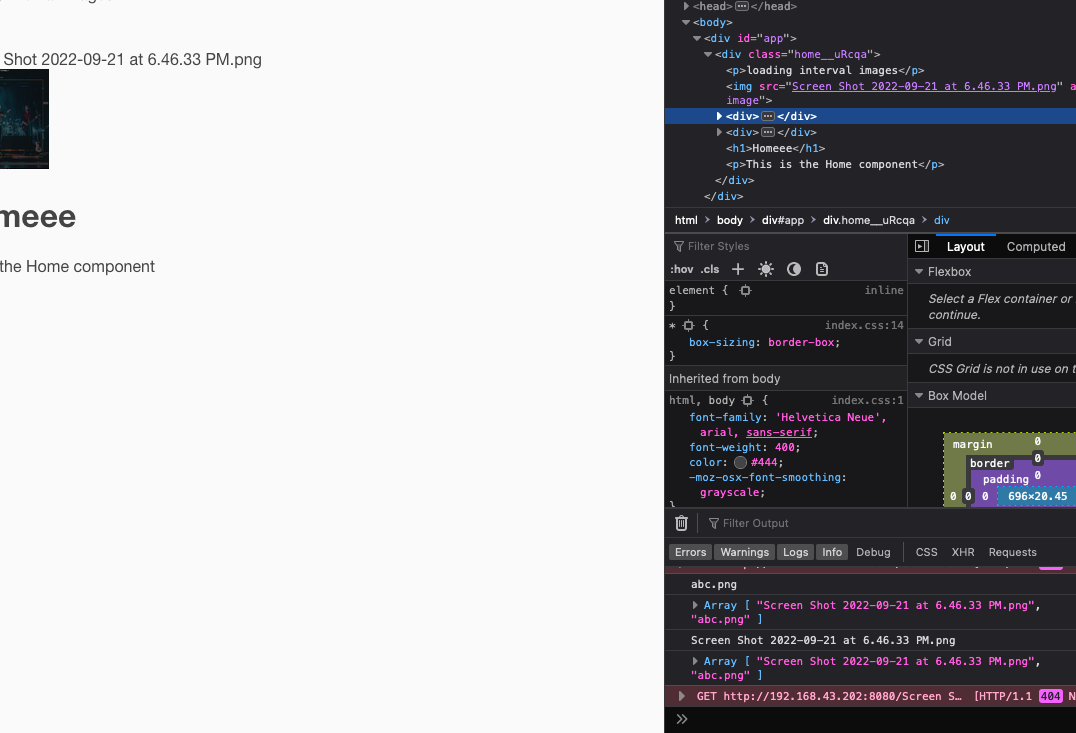 Shot 2022-09-21 at 6.46.33 PM.png
meee
the Home component
<head> ••• </head>
<body>
<div id="app">
<div class="home__uRcqa">
<p>loading interval images</p>
<img src="Screen Shot 2022-09-21 at 6.46.33 PM.png" a
image">
<div> ••• </div>
<div> ••• </div>
<h1>Homeee</h1>
<p>This is the Home component</p>
</div>
</div>
html > body > div#app > div.home__uRcqa > div
Filter Styles
:hov .cls +
element {
inline
}
* {
index.css:14
box-sizing: border-box;
}
Inherited from body
html, body {
index.css:1
font-family: 'Helvetica Neue',
arial, sans-serif;
font-weight: 400;
color: #444;
-moz-osx-font-smoothing:
grayscale;
}
Layout Computed
Flexbox
Select a Flex container or
continue.
Grid
CSS Grid is not in use on t
Box Model
margin 0
border 0
padding 0
0 0 0 696×20.45
Filter Output
Errors Warnings Logs Info Debug CSS XHR Requests
abc.png
Array [ "Screen Shot 2022-09-21 at 6.46.33 PM.png",
"abc.png" ]
Screen Shot 2022-09-21 at 6.46.33 PM.png
Array [ "Screen Shot 2022-09-21 at 6.46.33 PM.png",
"abc.png" ]
GET http://192.168.43.202:8080/Screen S… [HTTP/1.1 404 N
>>